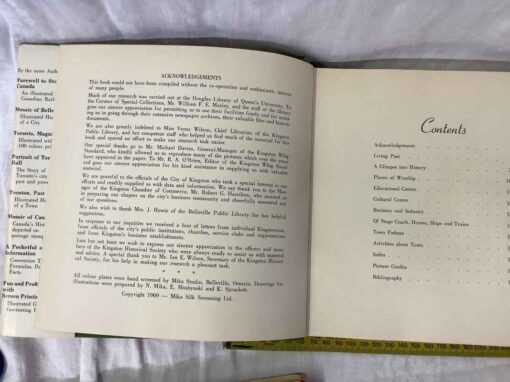 By the same Auth
Farewell to Ste
Canada
An illustrated
Canadian Rail
Mosaic of Belle
Illustrated
of a City
Toronto, Magni
Illustrated with
100 colour pri
Portrait of Tor
Hall
The Story of
Toronto's city
past and prese
Trenton, Past
Illustrated
of a Town
Mosaic of Can
Canada's Hist
depicted on
postage stamp
A Pocketful o
Information
Conversion T
Formulas, De
Facts.
Fun and Profit
with
Screen Printin
Illustrated G
fascinating
ACKNOWLEDGEMENTS
This book could not have been compiled without the co-operation and enthusiastic interest
of many people.
Much of our research was carried out at the Douglas Library of Queen's University. To
the Curator of Special Collections, Mr. William F. E. Morley, and the staff of the library
goes our sincere appreciation for permitting us to use their facilities freely and for assist-
ing us in going through their extensive newspaper archives, their valuable files and historic
documents.
We are also greatly indebted to Miss Verne Wilson, Chief Librarian of the Kingston
Public Library, and her competent staff who helped us find much of the material for this
book and spared no effort to make our research task easier.
Our special thanks go to Mr. Michael Davies, General-Manager of the Kingston Whig
Standard, who kindly allowed us to reproduce many of the pictures which over the years
have appeared in the paper. To Mr. R. A. O'Brien, Editor of the Kingston Whig Standard
goes our sincere appreciation for his kind assistance in supplying us with valuable
material.
We are grateful to the officials of the City of Kingston who took a special interest in our
efforts and readily supplied us with data and information. We say thank you to the Man-
ager of the Kingston Chamber of Commerce, Mr. Robert G. Hamilton, who assisted us
in preparing the chapter on the city's business community and cheerfully answered our
questions.
We also wish to thank Mrs. J. Howie of the Belleville Public Library for her helpful
suggestions.
In response to our inquiries we received a host of letters from individual Kingstonians,
from officials of the city's public institutions, churches, service clubs and organizations
and from Kingston's business establishments.
Last but not least we wish to express our sincere appreciation to the officers and mem-
bers of the Kingston Historical Society who were always ready to assist us with material
and advice. A special thank you to Mr. Ian E. Wilson, Secretary of the Kingston Histori-
cal Society, for his help in making our research a pleasant task.
* * *
All colour plates were hand screened by Mika Studio, Belleville, Ontario. Drawings and
illustrations were prepared by N. Mika, E. Mushynski and K. Sprackett.
Copyright 1969 — Mika Silk Screening Ltd.
Contents
Acknowledgements
Living Past
A Glimpse into History
Places of Worship
Educational Centre
Cultural Centre
Business and Industry
Of Stage Coach, Horses, Ships and Trains
Town Fathers
Activities about Town
Index
Picture Credits
Bibliography